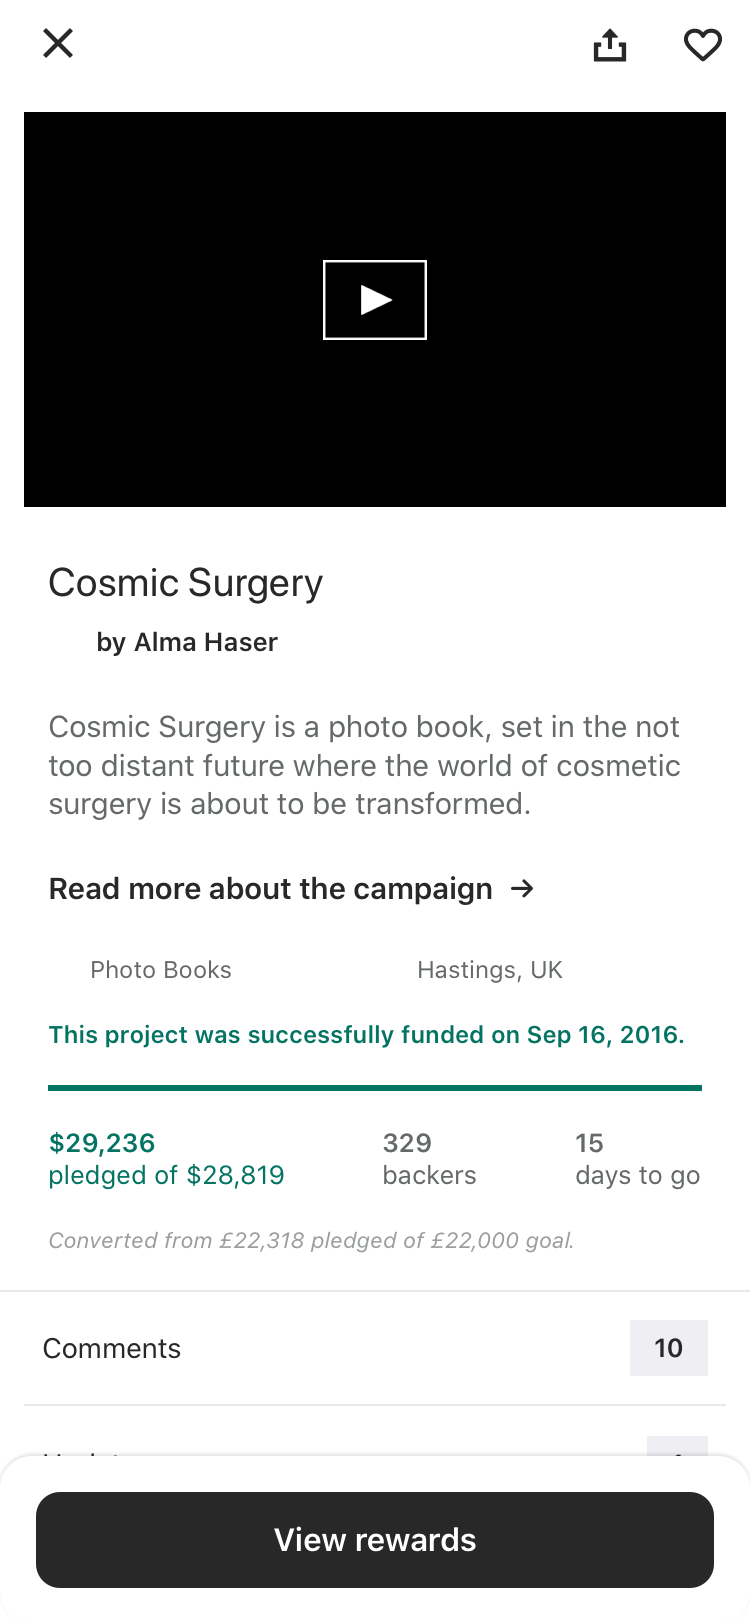 Cosmic Surgery
by Alma Haser
Cosmic Surgery is a photo book, set in the not
too distant future where the world of cosmetic
surgery is about to be transformed.
Read more about the campaign →
Photo Books
Hastings, UK
This project was successfully funded on Sep 16, 2016.
$29,236
pledged of $28,819
329
backers
15
days to go
Converted from £22,318 pledged of £22,000 goal.
Comments
10
View rewards